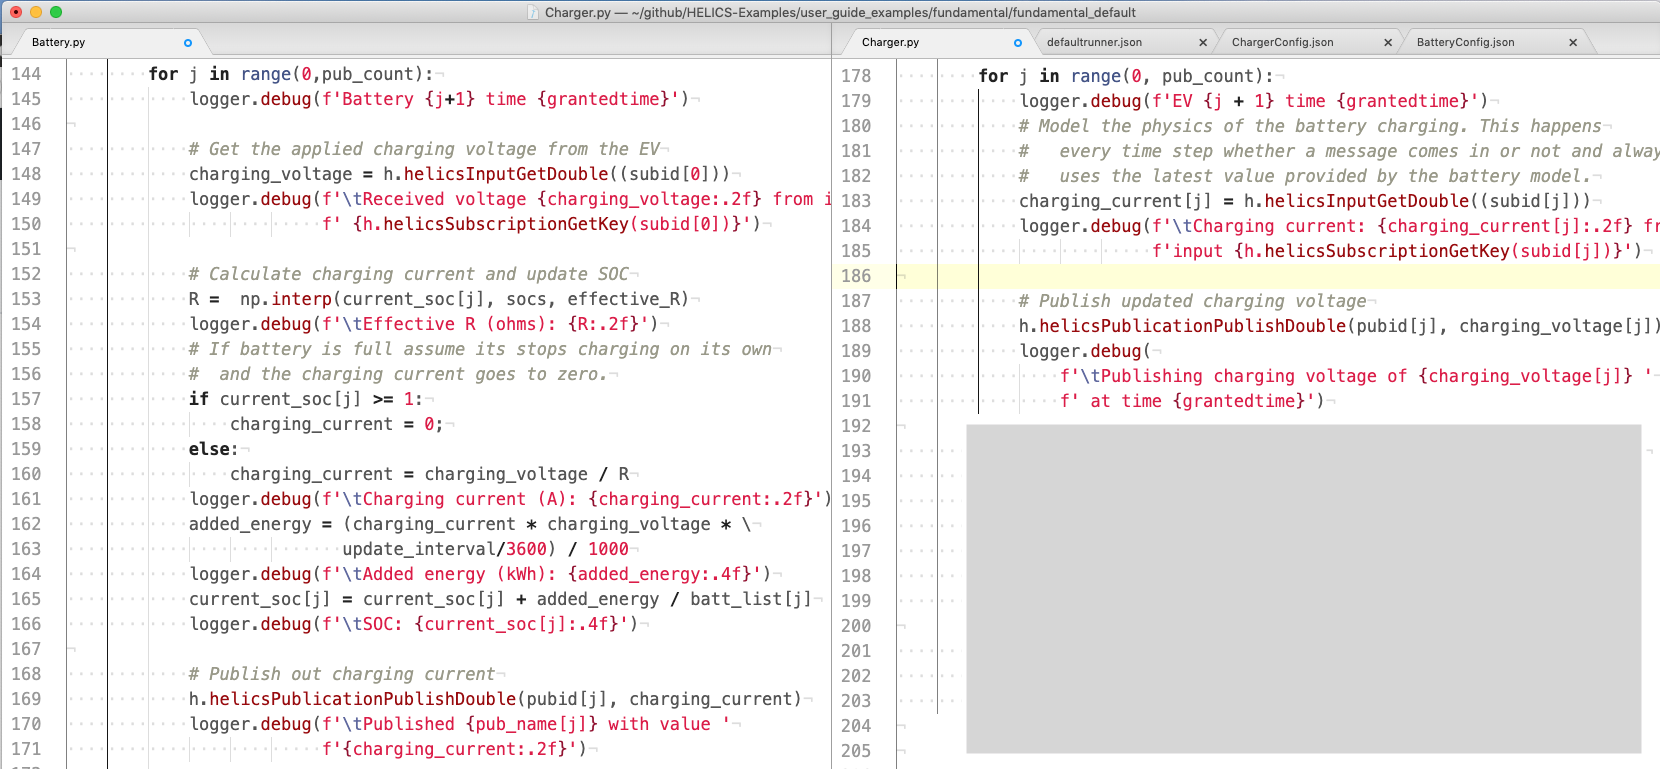 Charger.py — ~/github/HELICS-Examples/user_guide_examples/fundamental/fundamental_default
Battery.py
144 for j in range(0,pub_count):
145 logger.debug(f'Battery {j+1} time {grantedtime}')
146
147 # Get the applied charging voltage from the EV
148 charging_voltage = h.helicsInputGetDouble((subid[0]))
149 logger.debug(f'\tReceived voltage {charging_voltage:.2f} from i
150 f' {h.helicsSubscriptionGetKey(subid[0])}')
151
152 # Calculate charging current and update SOC
153 R =  np.interp(current_soc[j], socs, effective_R)
154 logger.debug(f'\tEffective R (ohms): {R:.2f}')
155 # If battery is full assume its stops charging on its own
156 #  and the charging current goes to zero.
157 if current_soc[j] >= 1:
158 charging_current = 0;
159 else:
160 charging_current = charging_voltage / R
161 logger.debug(f'\tCharging current (A): {charging_current:.2f}')
162 added_energy = (charging_current * charging_voltage * \
163 update_interval/3600) / 1000
164 logger.debug(f'\tAdded energy (kWh): {added_energy:.4f}')
165 current_soc[j] = current_soc[j] + added_energy / batt_list[j]
166 logger.debug(f'\tSOC: {current_soc[j]:.4f}')
167
168 # Publish out charging current
169 h.helicsPublicationPublishDouble(pubid[j], charging_current)
170 logger.debug(f'\tPublished {pub_name[j]} with value '
171 f'{charging_current:.2f}')
Charger.py defaultrunner.json ChargerConfig.json BatteryConfig.json
178 for j in range(0, pub_count):
179 logger.debug(f'EV {j + 1} time {grantedtime}')
180 # Model the physics of the battery charging. This happens
181 #   every time step whether a message comes in or not and alway
182 #   uses the latest value provided by the battery model.
183 charging_current[j] = h.helicsInputGetDouble((subid[j]))
184 logger.debug(f'\tCharging current: {charging_current[j]:.2f} fr
185 f'input {h.helicsSubscriptionGetKey(subid[j])}')
186
187 # Publish updated charging voltage
188 h.helicsPublicationPublishDouble(pubid[j], charging_voltage[j])
189 logger.debug(
190 f'\tPublishing charging voltage of {charging_voltage[j]} '
191 f' at time {grantedtime}')
192
193
194
195
196
197
198
199
200
201
202
203
204
205